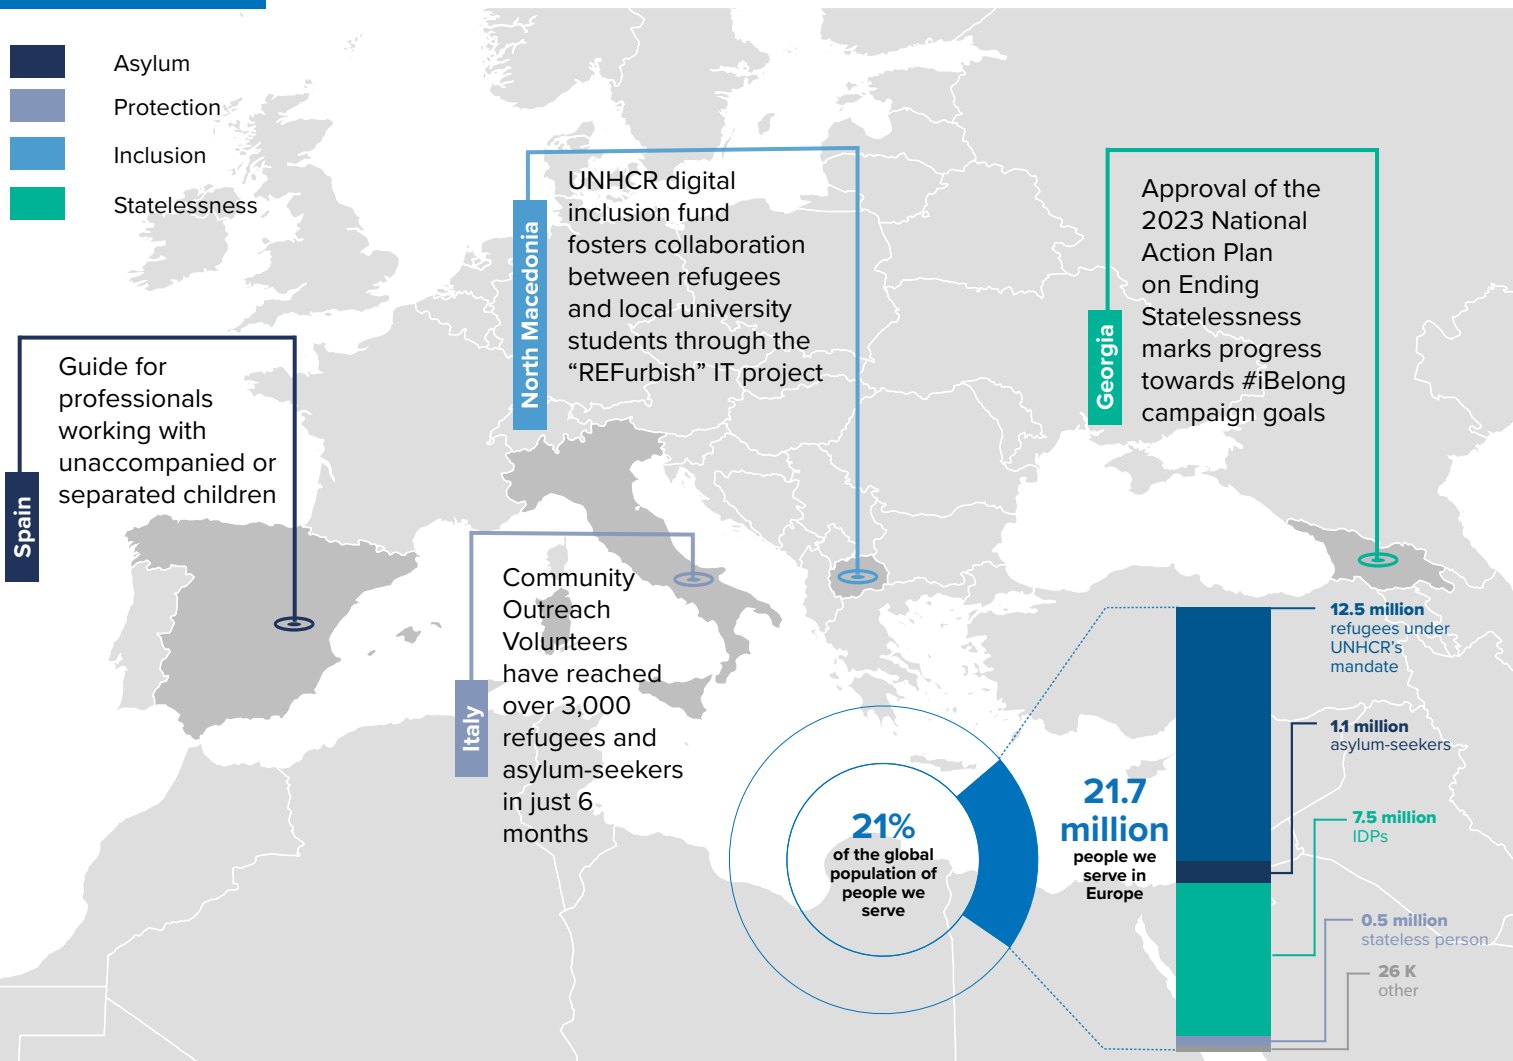 Asylum
Protection
Inclusion
Statelessness
Spain
Guide for
professionals
working with
unaccompanied or
separated children
North Macedonia
UNHCR digital
inclusion fund
fosters collaboration
between refugees
and local university
students through the
“REFurbish” IT project
Georgia
Approval of the
2023 National
Action Plan
on Ending
Statelessness
marks progress
towards #iBelong
campaign goals
Italy
Community
Outreach
Volunteers
have reached
over 3,000
refugees and
asylum-seekers
in just 6
months
21%
of the global
population of
people we
serve
21.7
million
people we
serve in
Europe
12.5 million
refugees under
UNHCR’s
mandate
1.1 million
asylum-seekers
7.5 million
IDPs
0.5 million
stateless person
26 K
other